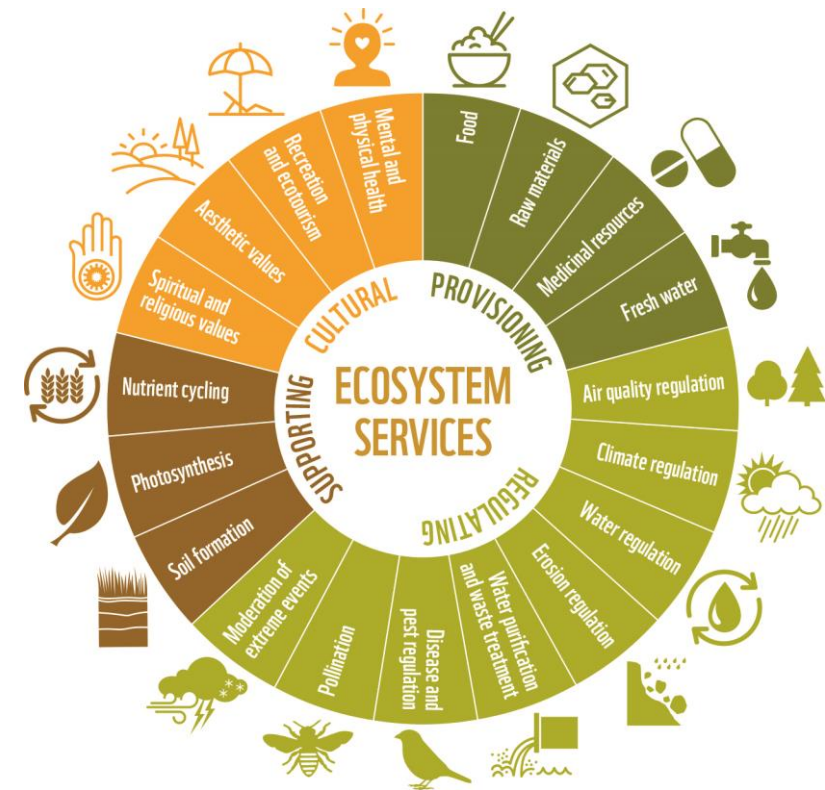 ECOSYSTEM
SERVICES
PROVISIONING
Food
Raw materials
Medicinal resources
Fresh water
REGULATING
Air quality regulation
Climate regulation
Water regulation
Erosion regulation
Water purification
and waste treatment
Disease and
pest regulation
Pollination
Moderation of
extreme events
SUPPORTING
Soil formation
Photosynthesis
Nutrient cycling
CULTURAL
Spiritual and
religious values
Aesthetic values
Recreation
and ecotourism
Mental and
physical health